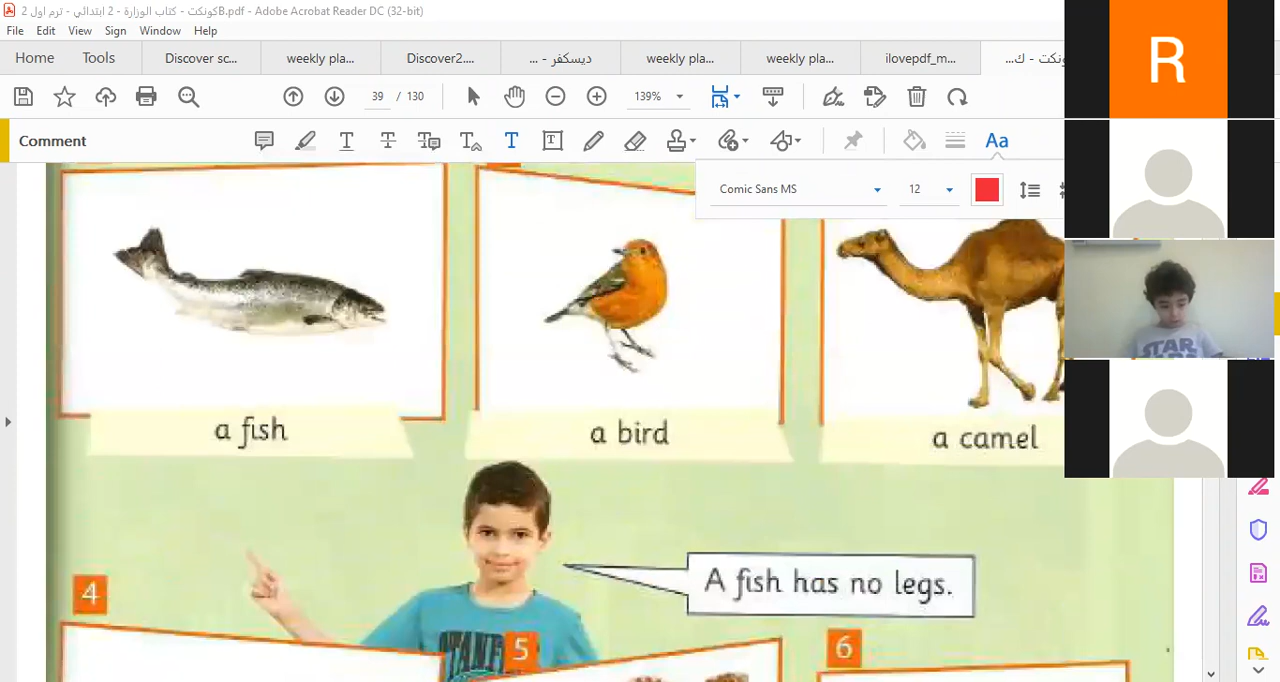 كونكت - كتاب الوزارة - 2 ابتدائي - ترم اول 2B.pdf - Adobe Acrobat Reader DC (32-bit)
File Edit View Sign Window Help
Home Tools Discover sc... weekly pla... Discover2.... ديسكفر - ... weekly pla... weekly pla... ilovepdf_m...
39 / 130 139%
Comment
Aa
Comic Sans MS 12
R
STAR
a fish
a bird
a camel
A fish has no legs.
4
5
6